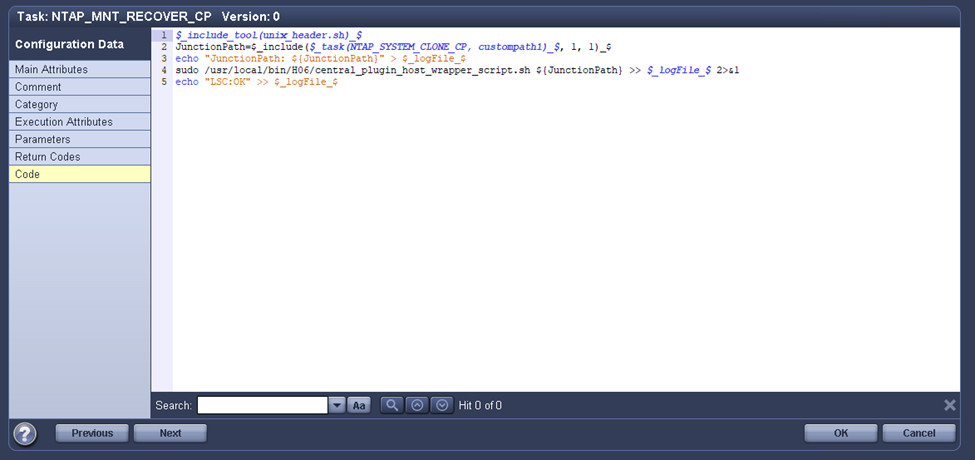 Task: NTAP_MNT_RECOVER_CP Version: 0
Configuration Data
Main Attributes
Comment
Category
Execution Attributes
Parameters
Return Codes
Code
1 $_include_tool(unix_header.sh)_$
2 JunctionPath=$_include($_task(NTAP_SYSTEM_CLONE_CP, custompath1)_$, 1, 1)_$
3 echo "JunctionPath: ${JunctionPath}" > $_logFile_$
4 sudo /usr/local/bin/H06/central_plugin_host_wrapper_script.sh ${JunctionPath} >> $_logFile_$ 2>&1
5 echo "LSC:OK" >> $_logFile_$
Search: Aa Hit 0 of 0
? Previous Next OK Cancel